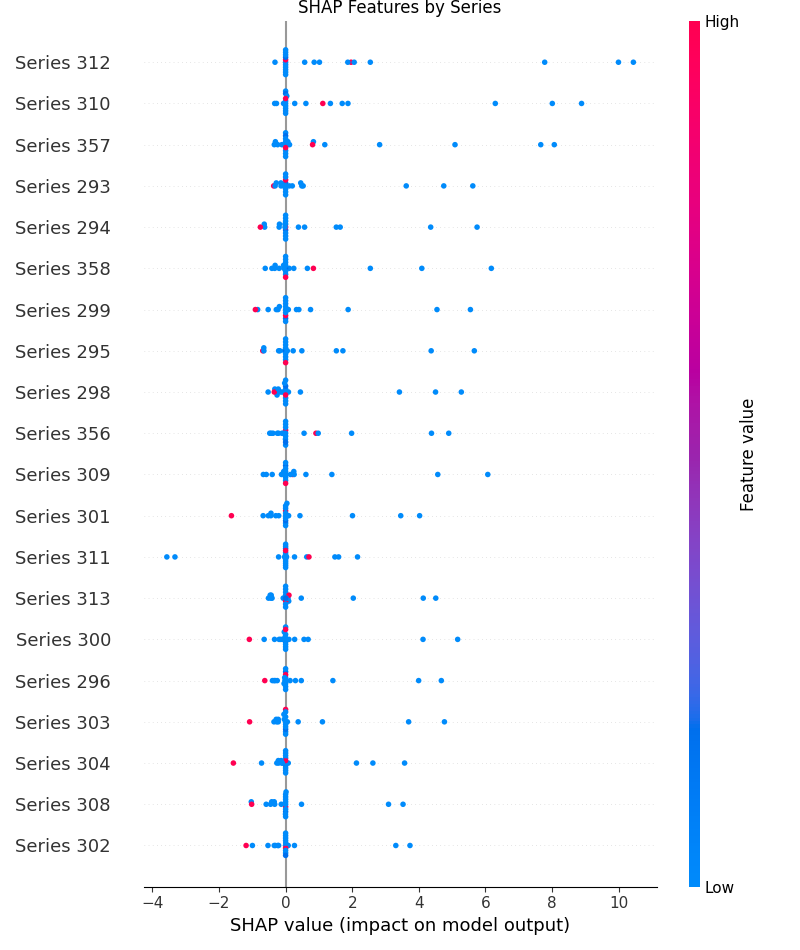 SHAP Features by Series
High
Series 312
Series 310
Series 357
Series 293
Series 294
Series 358
Series 299
Series 295
Series 298
Series 356
Series 309
Series 301
Series 311
Series 313
Series 300
Series 296
Series 303
Series 304
Series 308
Series 302
Feature value
Low
−4 −2 0 2 4 6 8 10
SHAP value (impact on model output)